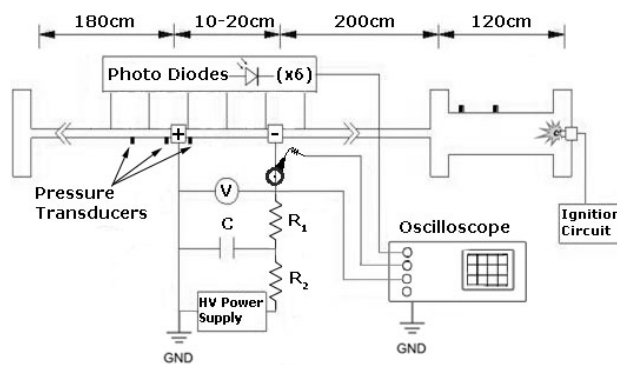 180cm 10-20cm 200cm 120cm
Photo Diodes (x6)
+ -
Pressure
Transducers
V
C
R1
R2
HV Power
Supply
GND
Oscilloscope
GND
Ignition
Circuit